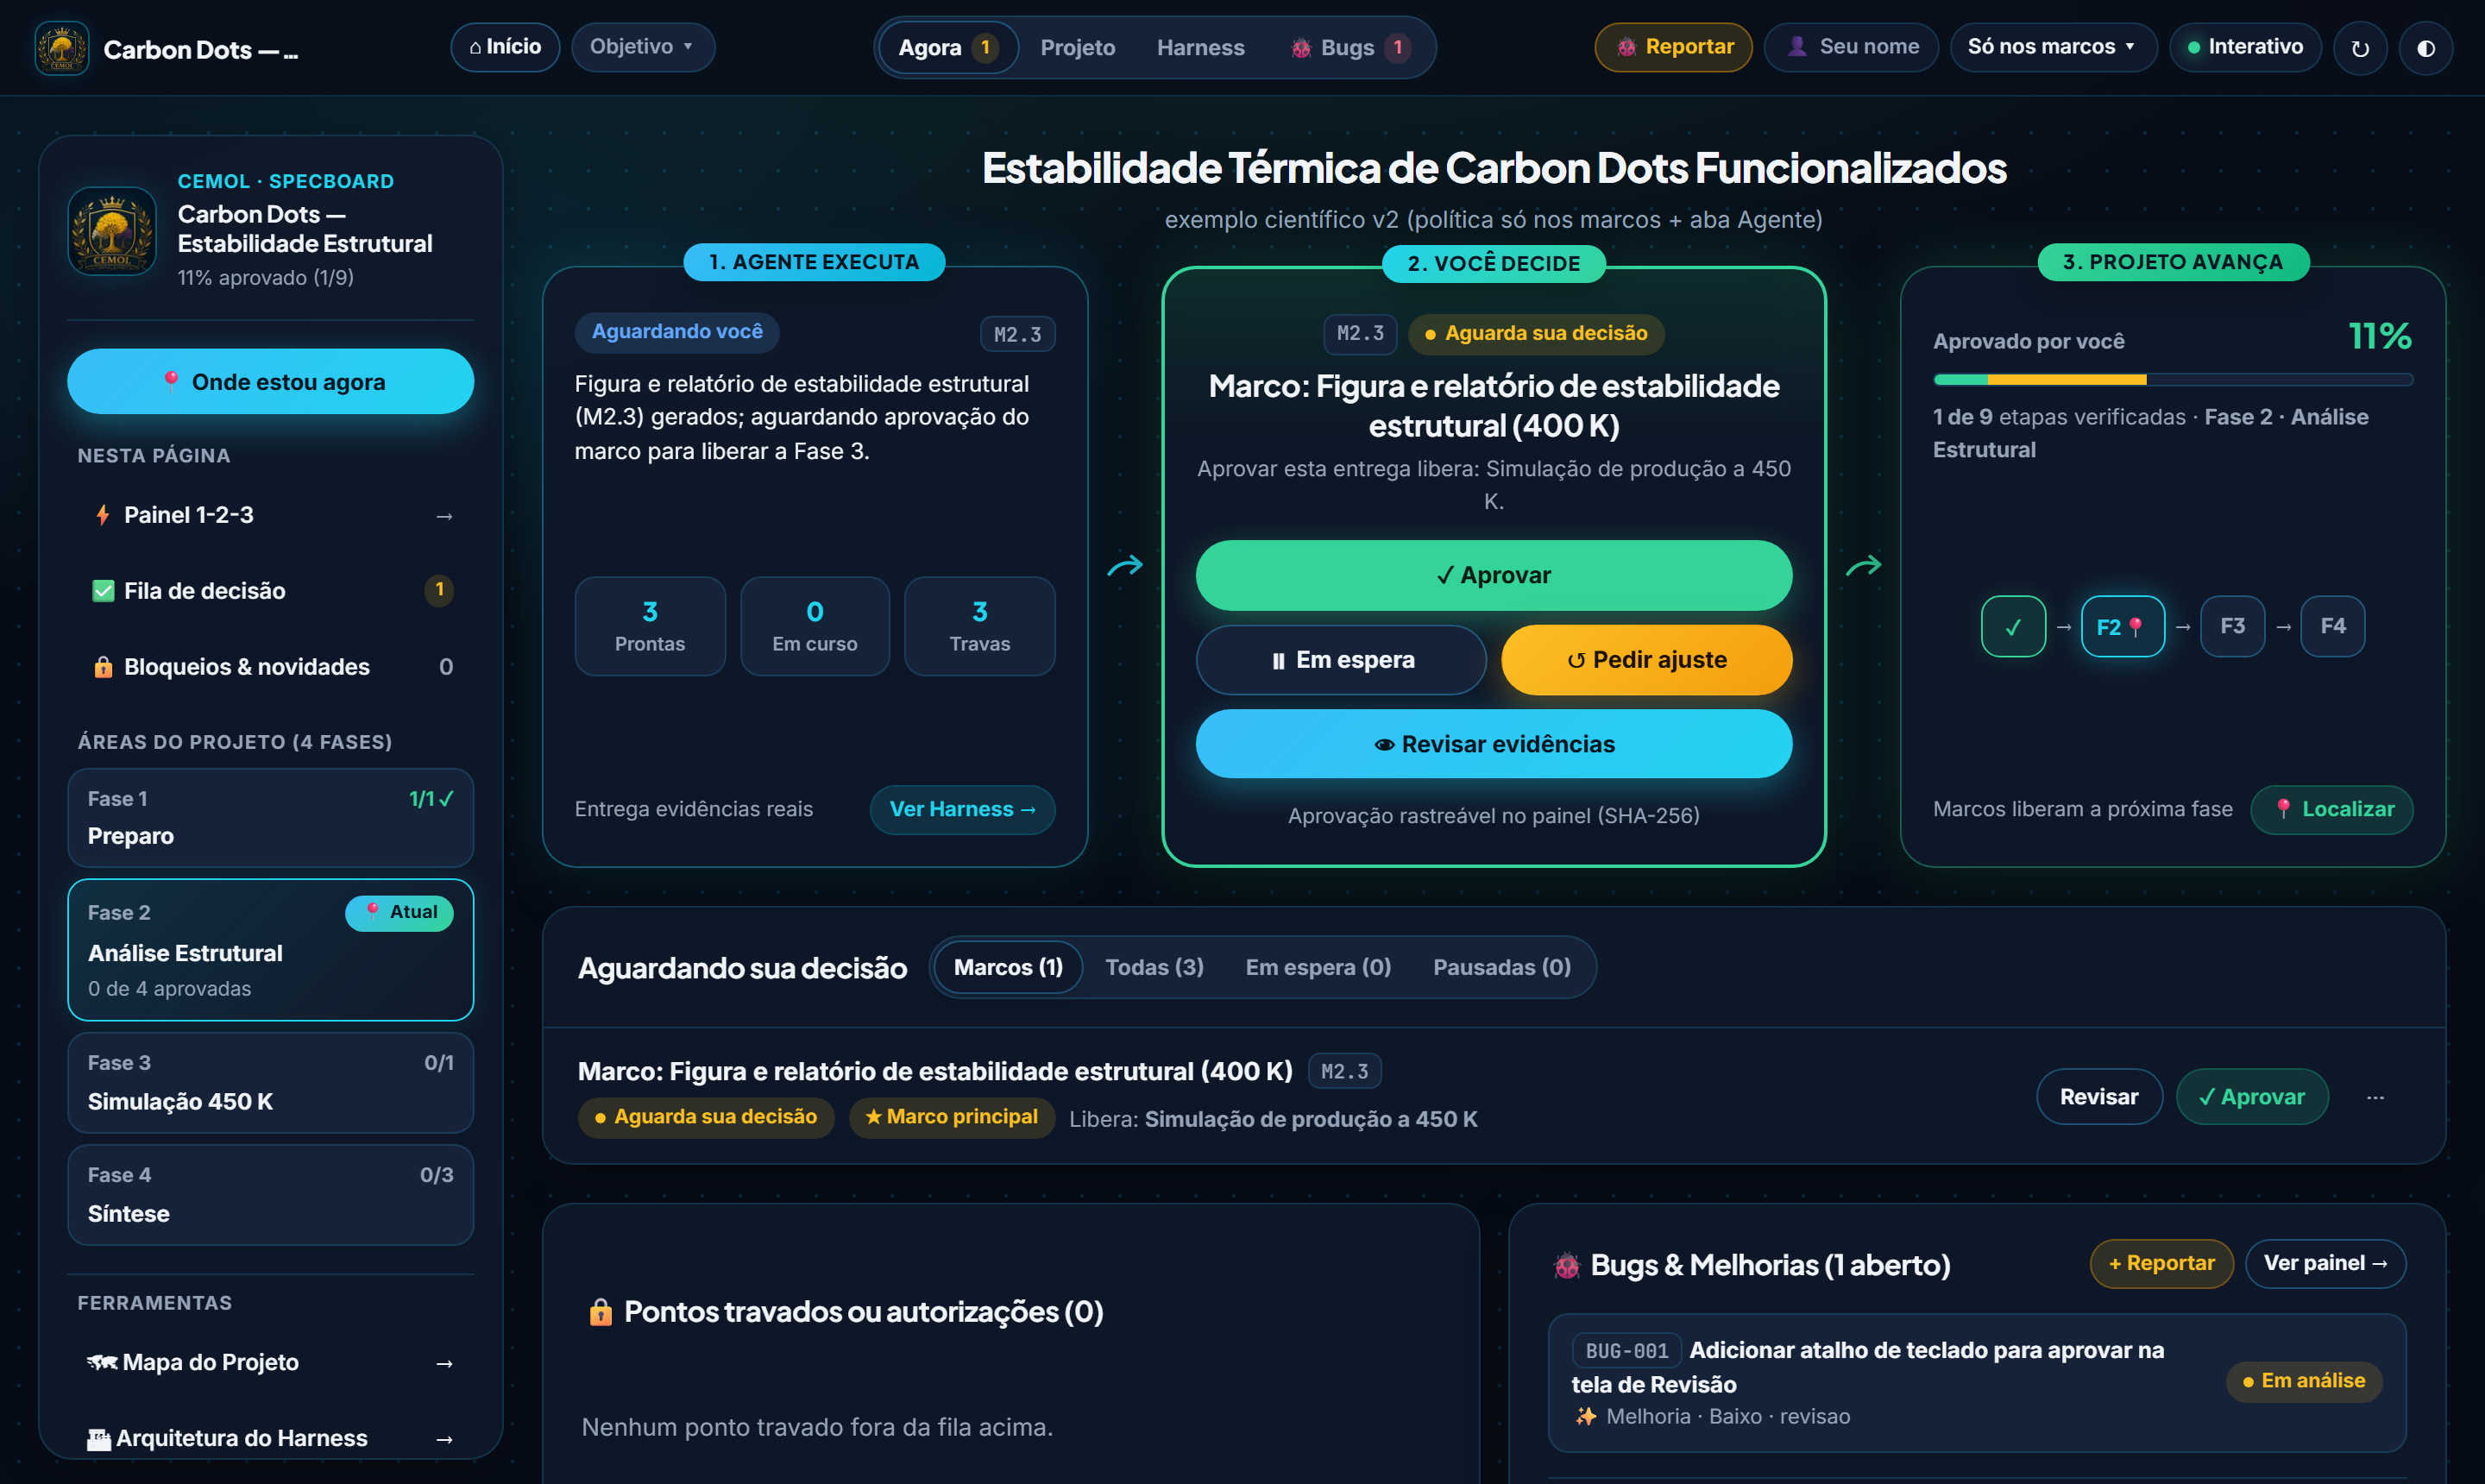 Carbon Dots — ...
⌂ Início
Objetivo ▾
Agora 1
Projeto
Harness
Bugs 1
Reportar
Seu nome
Só nos marcos ▾
Interativo
CEMOL
CEMOL · SPECBOARD
Carbon Dots —
Estabilidade Estrutural
11% aprovado (1/9)
Onde estou agora
NESTA PÁGINA
Painel 1-2-3 →
Fila de decisão 1
Bloqueios & novidades 0
ÁREAS DO PROJETO (4 FASES)
Fase 1 1/1 ✓
Preparo
Fase 2 Atual
Análise Estrutural
0 de 4 aprovadas
Fase 3 0/1
Simulação 450 K
Fase 4 0/3
Síntese
FERRAMENTAS
Mapa do Projeto →
Arquitetura do Harness →
Estabilidade Térmica de Carbon Dots Funcionalizados
exemplo científico v2 (política só nos marcos + aba Agente)
1. AGENTE EXECUTA
Aguardando você M2.3
Figura e relatório de estabilidade estrutural
(M2.3) gerados; aguardando aprovação do
marco para liberar a Fase 3.
3 0 3
Prontas Em curso Travas
Entrega evidências reais Ver Harness →
2. VOCÊ DECIDE
M2.3 Aguarda sua decisão
Marco: Figura e relatório de estabilidade
estrutural (400 K)
Aprovar esta entrega libera: Simulação de produção a 450
K.
✓ Aprovar
Em espera
↺ Pedir ajuste
Revisar evidências
Aprovação rastreável no painel (SHA-256)
3. PROJETO AVANÇA
Aprovado por você 11%
1 de 9 etapas verificadas · Fase 2 · Análise
Estrutural
✓ → F2 → F3 → F4
Marcos liberam a próxima fase Localizar
Aguardando sua decisão
Marcos (1) Todas (3) Em espera (0) Pausadas (0)
Marco: Figura e relatório de estabilidade estrutural (400 K) M2.3
Aguarda sua decisão ★ Marco principal Libera: Simulação de produção a 450 K
Revisar ✓ Aprovar ...
Pontos travados ou autorizações (0)
Nenhum ponto travado fora da fila acima.
Bugs & Melhorias (1 aberto)
+ Reportar Ver painel →
BUG-001 Adicionar atalho de teclado para aprovar na
tela de Revisão
Em análise
Melhoria · Baixo · revisao